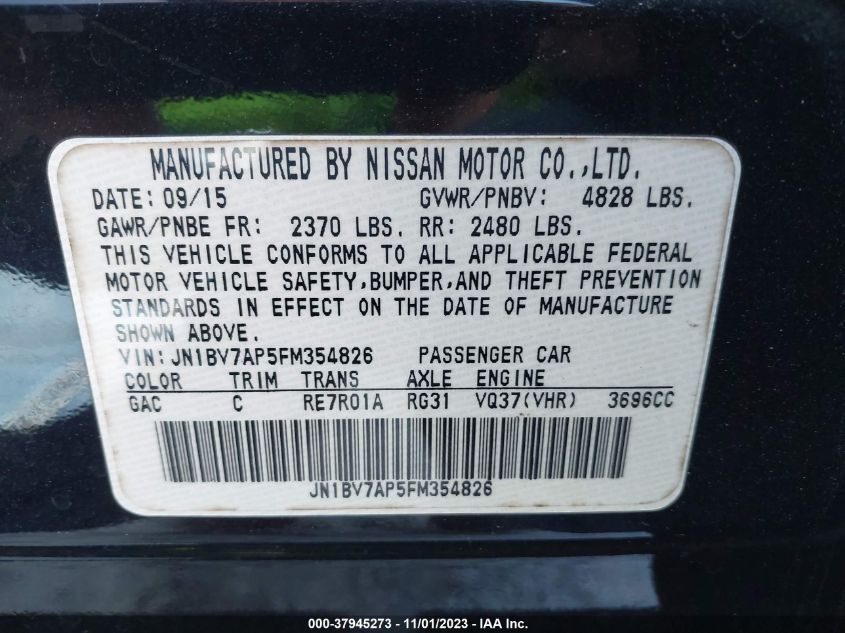 MANUFACTURED BY NISSAN MOTOR CO.,LTD.
DATE: 09/15 GVWR/PNBV: 4828 LBS.
GAWR/PNBE FR: 2370 LBS. RR: 2480 LBS.
THIS VEHICLE CONFORMS TO ALL APPLICABLE FEDERAL
MOTOR VEHICLE SAFETY,BUMPER,AND THEFT PREVENTION
STANDARDS IN EFFECT ON THE DATE OF MANUFACTURE
SHOWN ABOVE.
VIN:JN1BV7AP5FM354826 PASSENGER CAR
COLOR TRIM TRANS AXLE ENGINE
GAC C RE7R01A RG31 VQ37(VHR) 3696CC
JN1BV7AP5FM354826
000-37945273 - 11/01/2023 - IAA Inc.